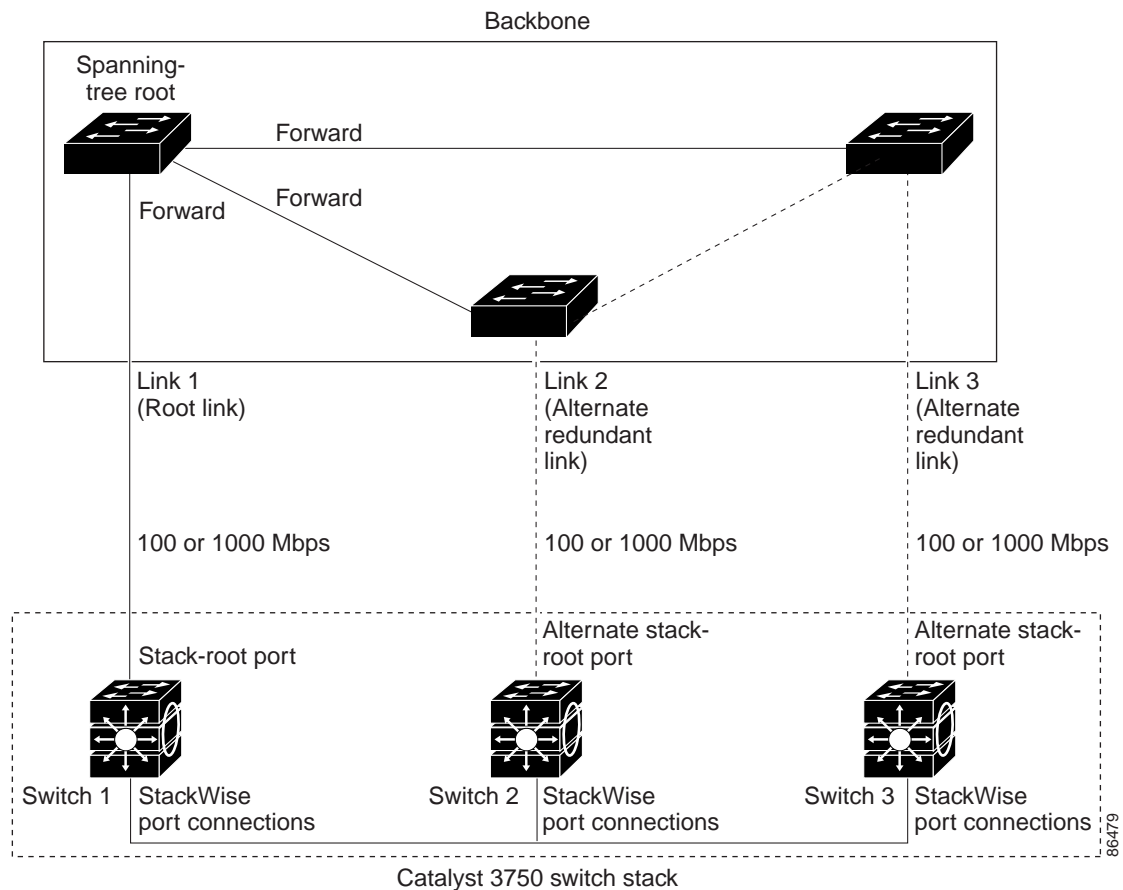 Backbone
Spanning-
tree root
Forward
Forward
Forward
Link 1
(Root link)
Link 2
(Alternate
redundant
link)
Link 3
(Alternate
redundant
link)
100 or 1000 Mbps
100 or 1000 Mbps
100 or 1000 Mbps
Stack-root port
Alternate stack-
root port
Alternate stack-
root port
Switch 1
StackWise
port connections
Switch 2
StackWise
port connections
Switch 3
StackWise
port connections
86479
Catalyst 3750 switch stack